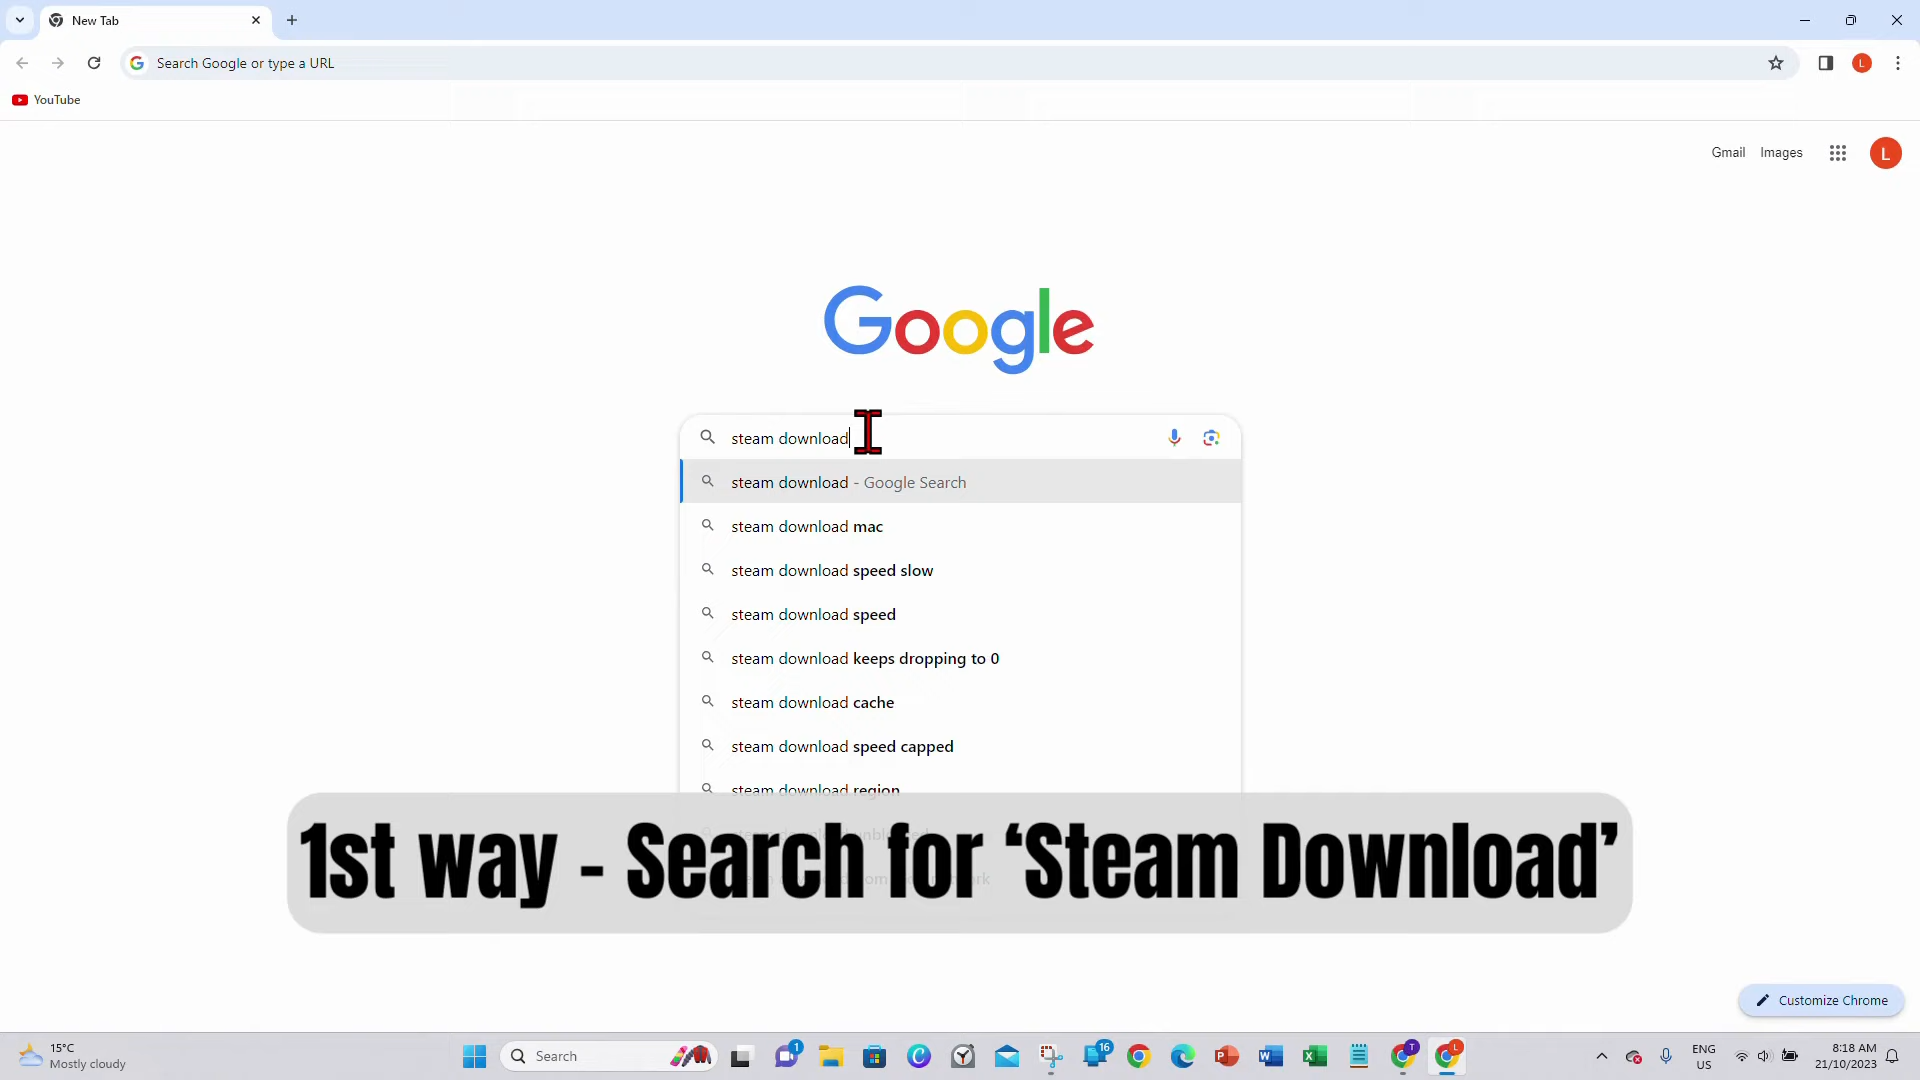 New Tab
Search Google or type a URL
L
YouTube
Gmail Images
L
Google
steam download
steam download - Google Search
steam download mac
steam download speed slow
steam download speed
steam download keeps dropping to 0
steam download cache
steam download speed capped
steam download region
1st way - Search for ‘Steam Download’
Customize Chrome
15°C
Mostly cloudy
Search
1
16
T
L
ENG
US
8:18 AM
21/10/2023